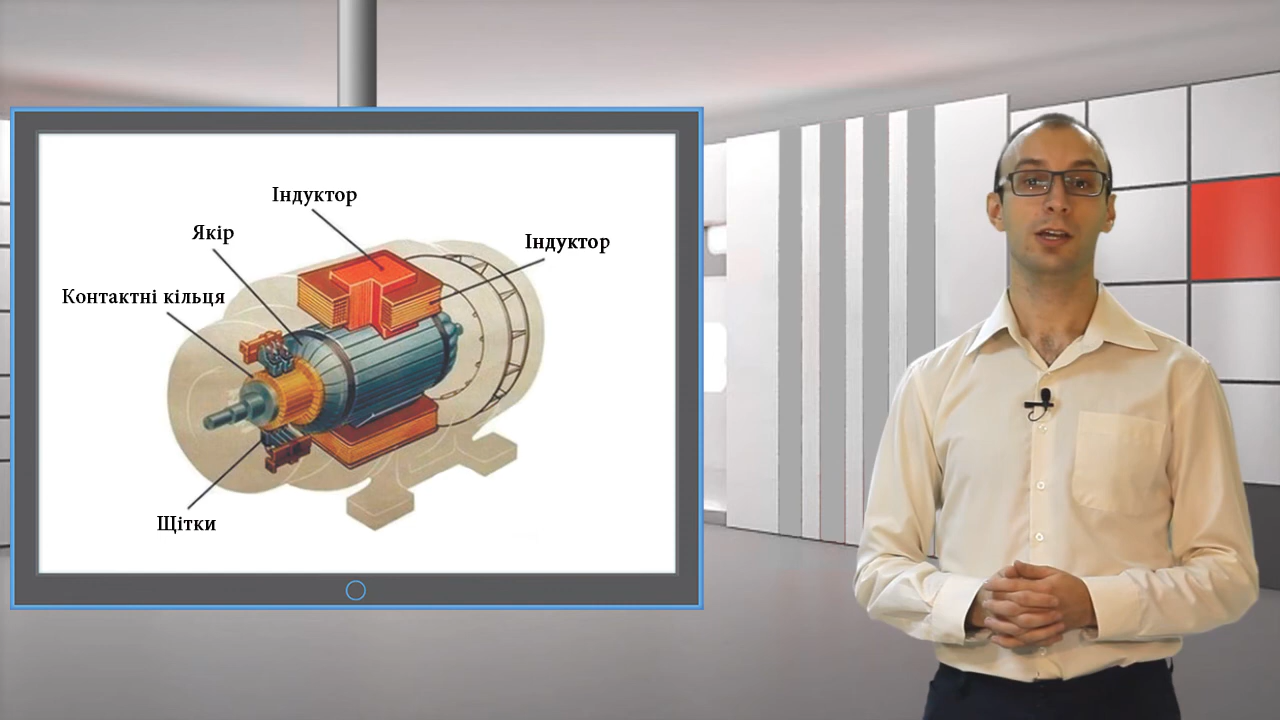 Індуктор
Якір
Індуктор
Контактні кільця
Щітки